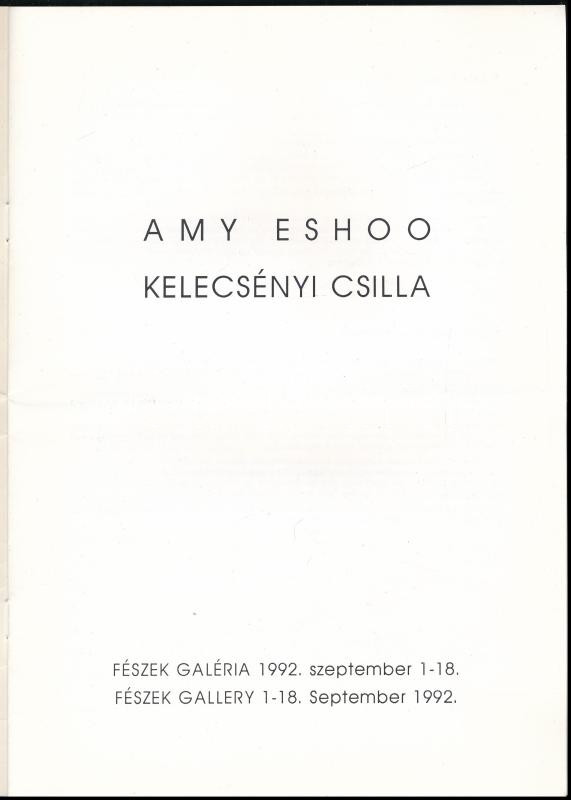 AMY ESHOO
KELECSÉNYI CSILLA
FÉSZEK GALÉRIA 1992. szeptember 1-18.
FÉSZEK GALLERY 1-18. September 1992.